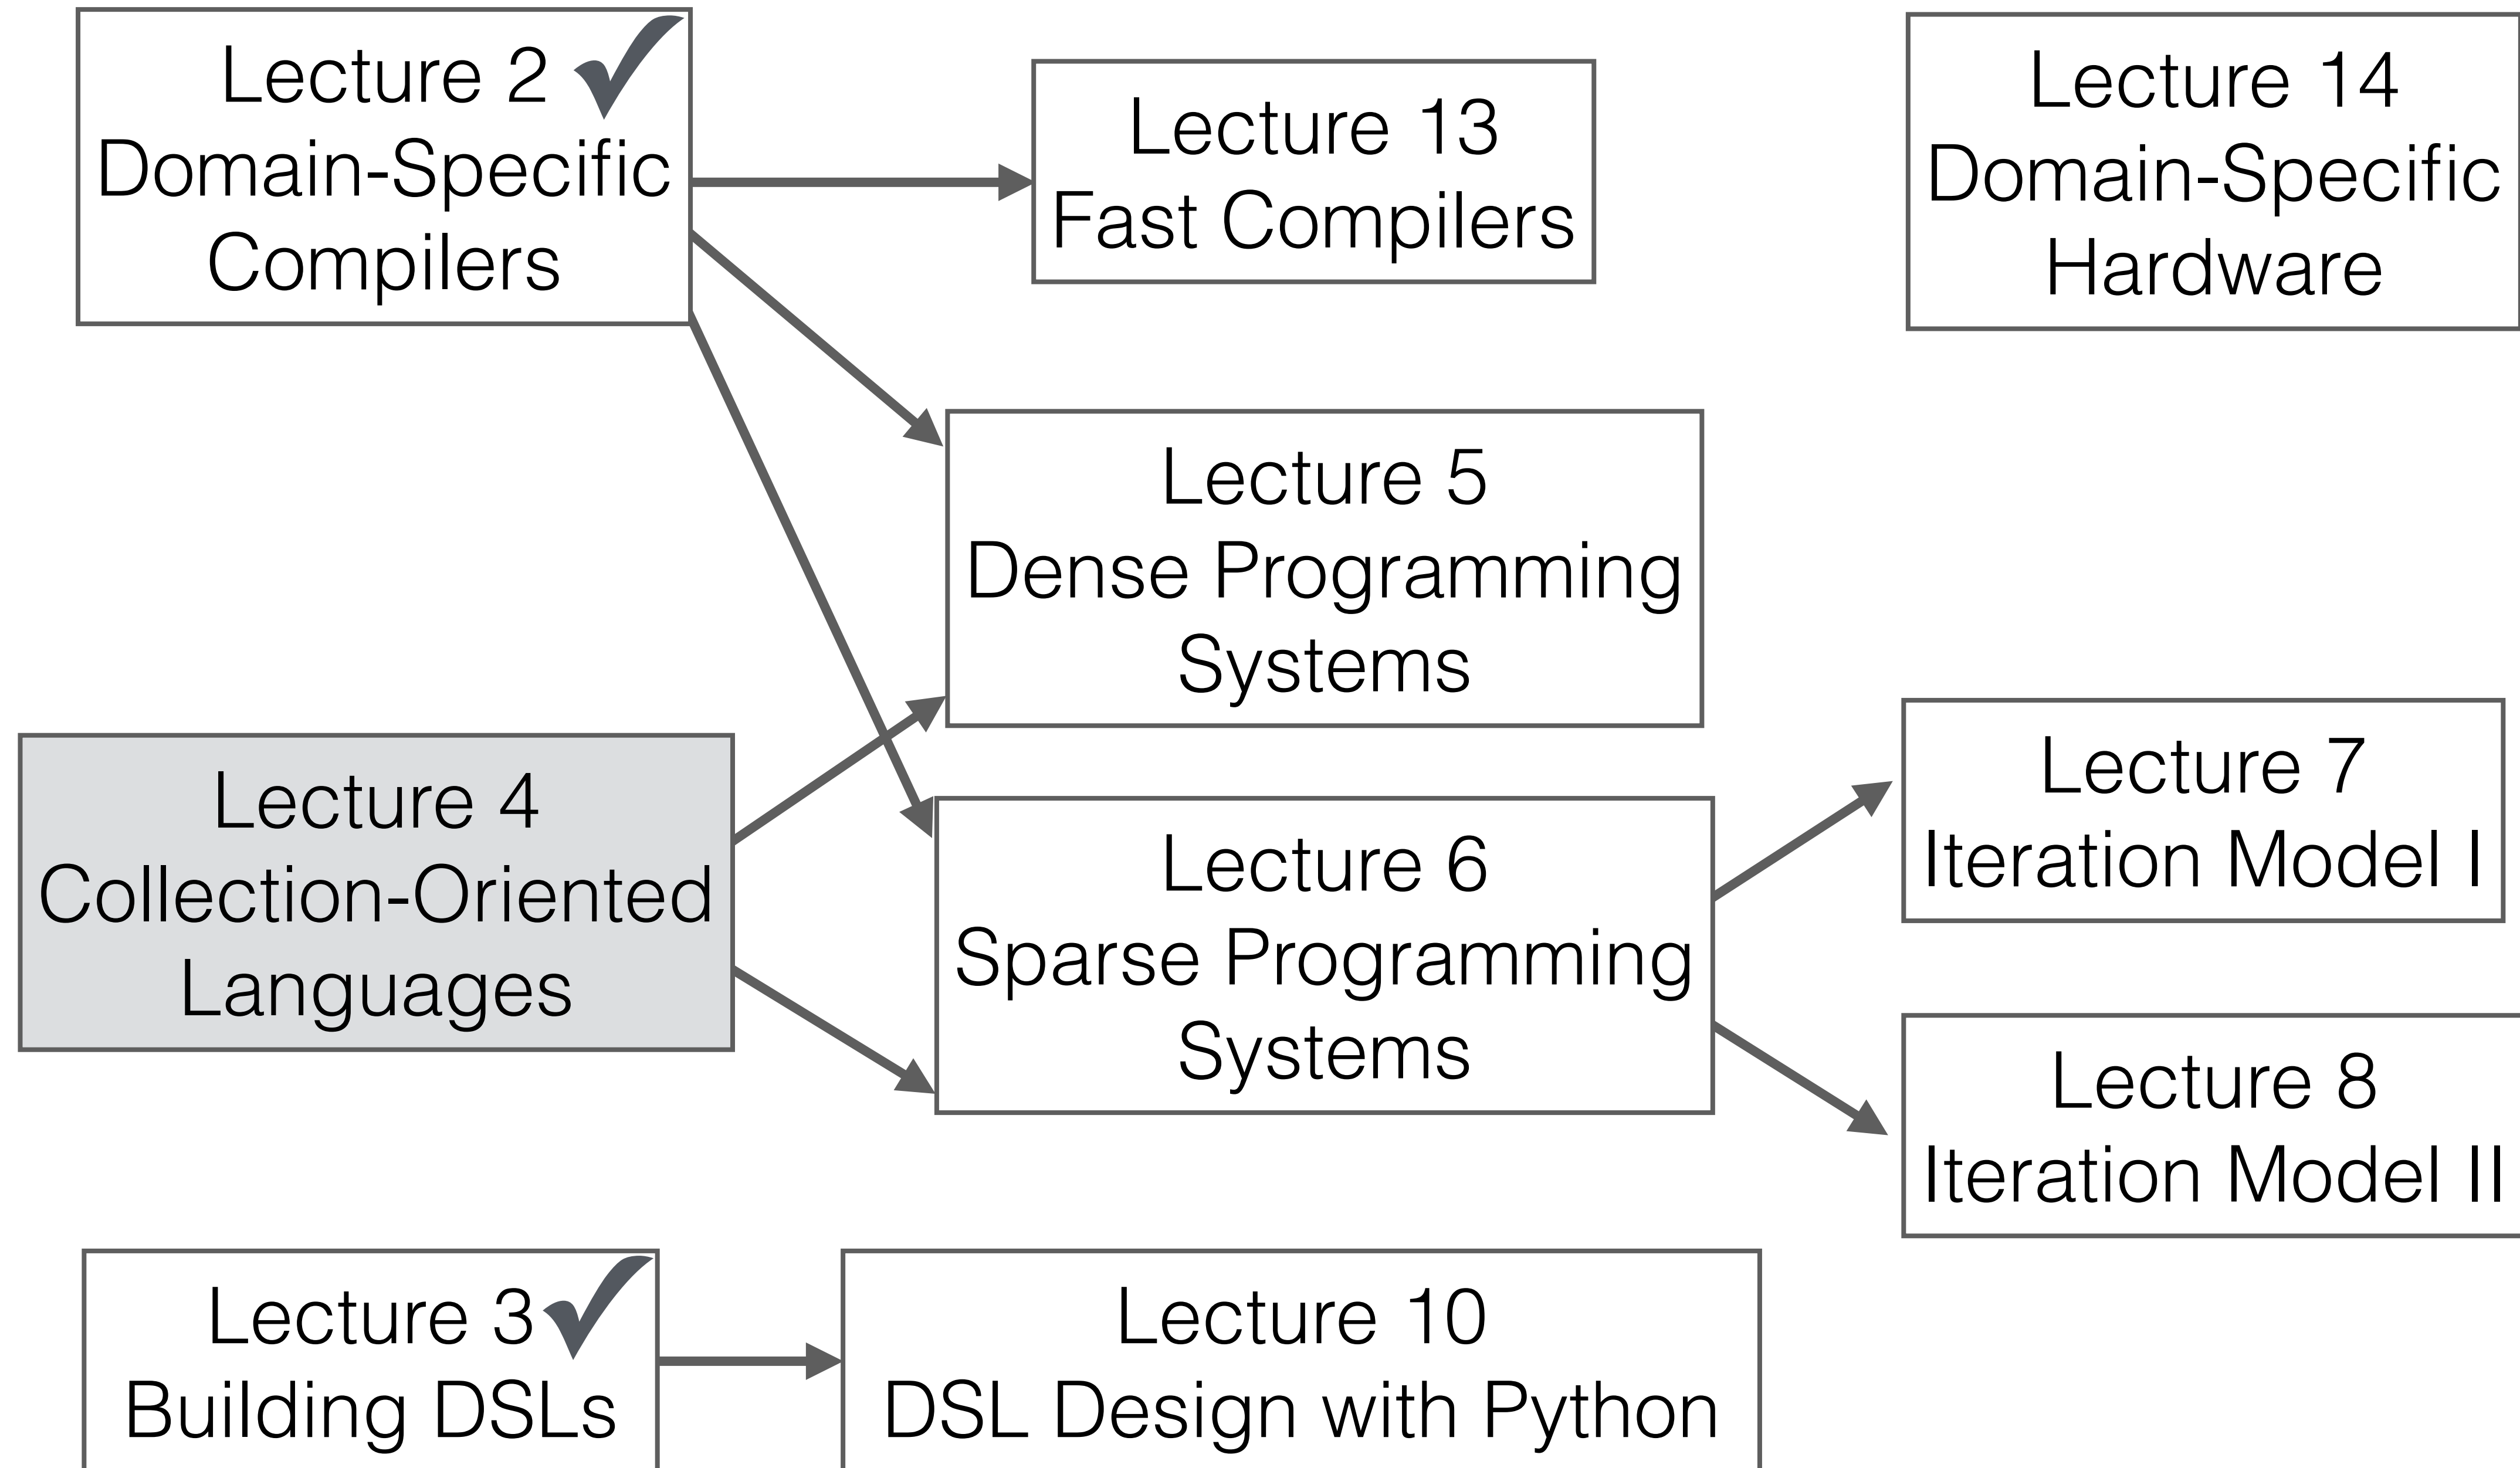 Lecture 2
Domain-Specific
Compilers
Lecture 13
Fast Compilers
Lecture 14
Domain-Specific
Hardware
Lecture 5
Dense Programming
Systems
Lecture 4
Collection-Oriented
Languages
Lecture 6
Sparse Programming
Systems
Lecture 7
Iteration Model I
Lecture 8
Iteration Model II
Lecture 3
Building DSLs
Lecture 10
DSL Design with Python